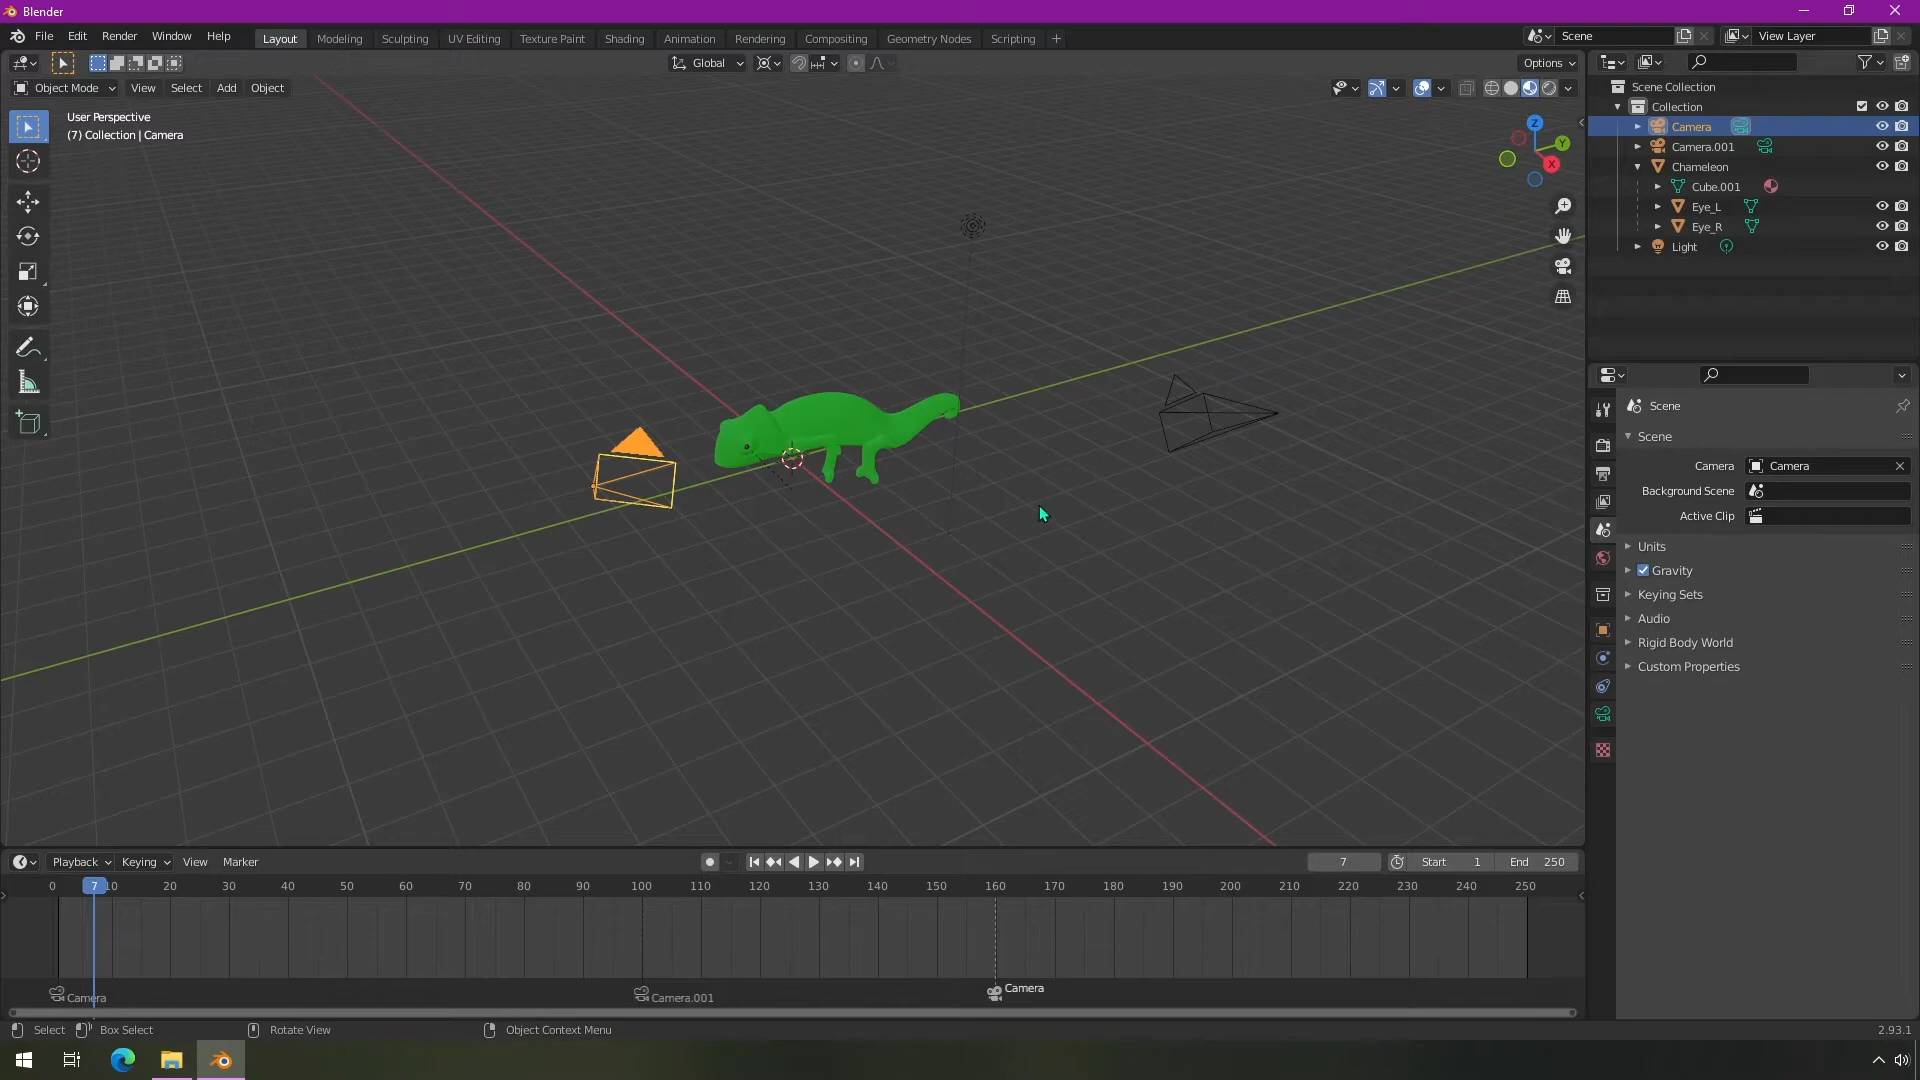 Blender
File Edit Render Window Help Layout Modeling Sculpting UV Editing Texture Paint Shading Animation Rendering Compositing Geometry Nodes Scripting + Scene View Layer
Global Options
Object Mode View Select Add Object
User Perspective
(7) Collection | Camera
Z
Y
X
Scene Collection
Collection
Camera
Camera.001
Chameleon
Cube.001
Eye_L
Eye_R
Light
Scene
Scene
Camera Camera
Background Scene
Active Clip
Units
Gravity
Keying Sets
Audio
Rigid Body World
Custom Properties
Playback Keying View Marker 7 Start 1 End 250
0 7 10 20 30 40 50 60 70 80 90 100 110 120 130 140 150 160 170 180 190 200 210 220 230 240 250
Camera Camera.001 Camera
Select Box Select Rotate View Object Context Menu 2.93.1